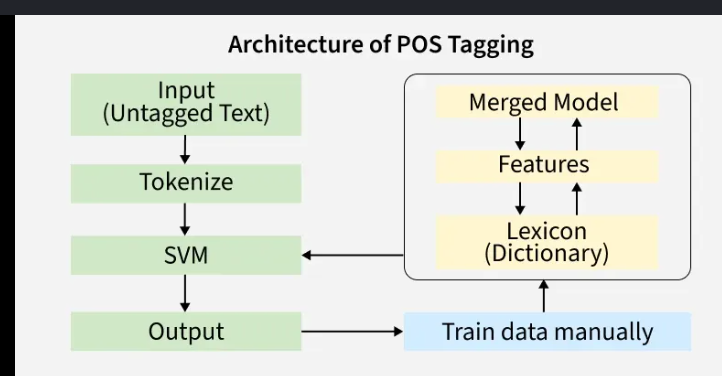 Architecture of POS Tagging
Input
(Untagged Text)
Tokenize
SVM
Output
Merged Model
Features
Lexicon
(Dictionary)
Train data manually